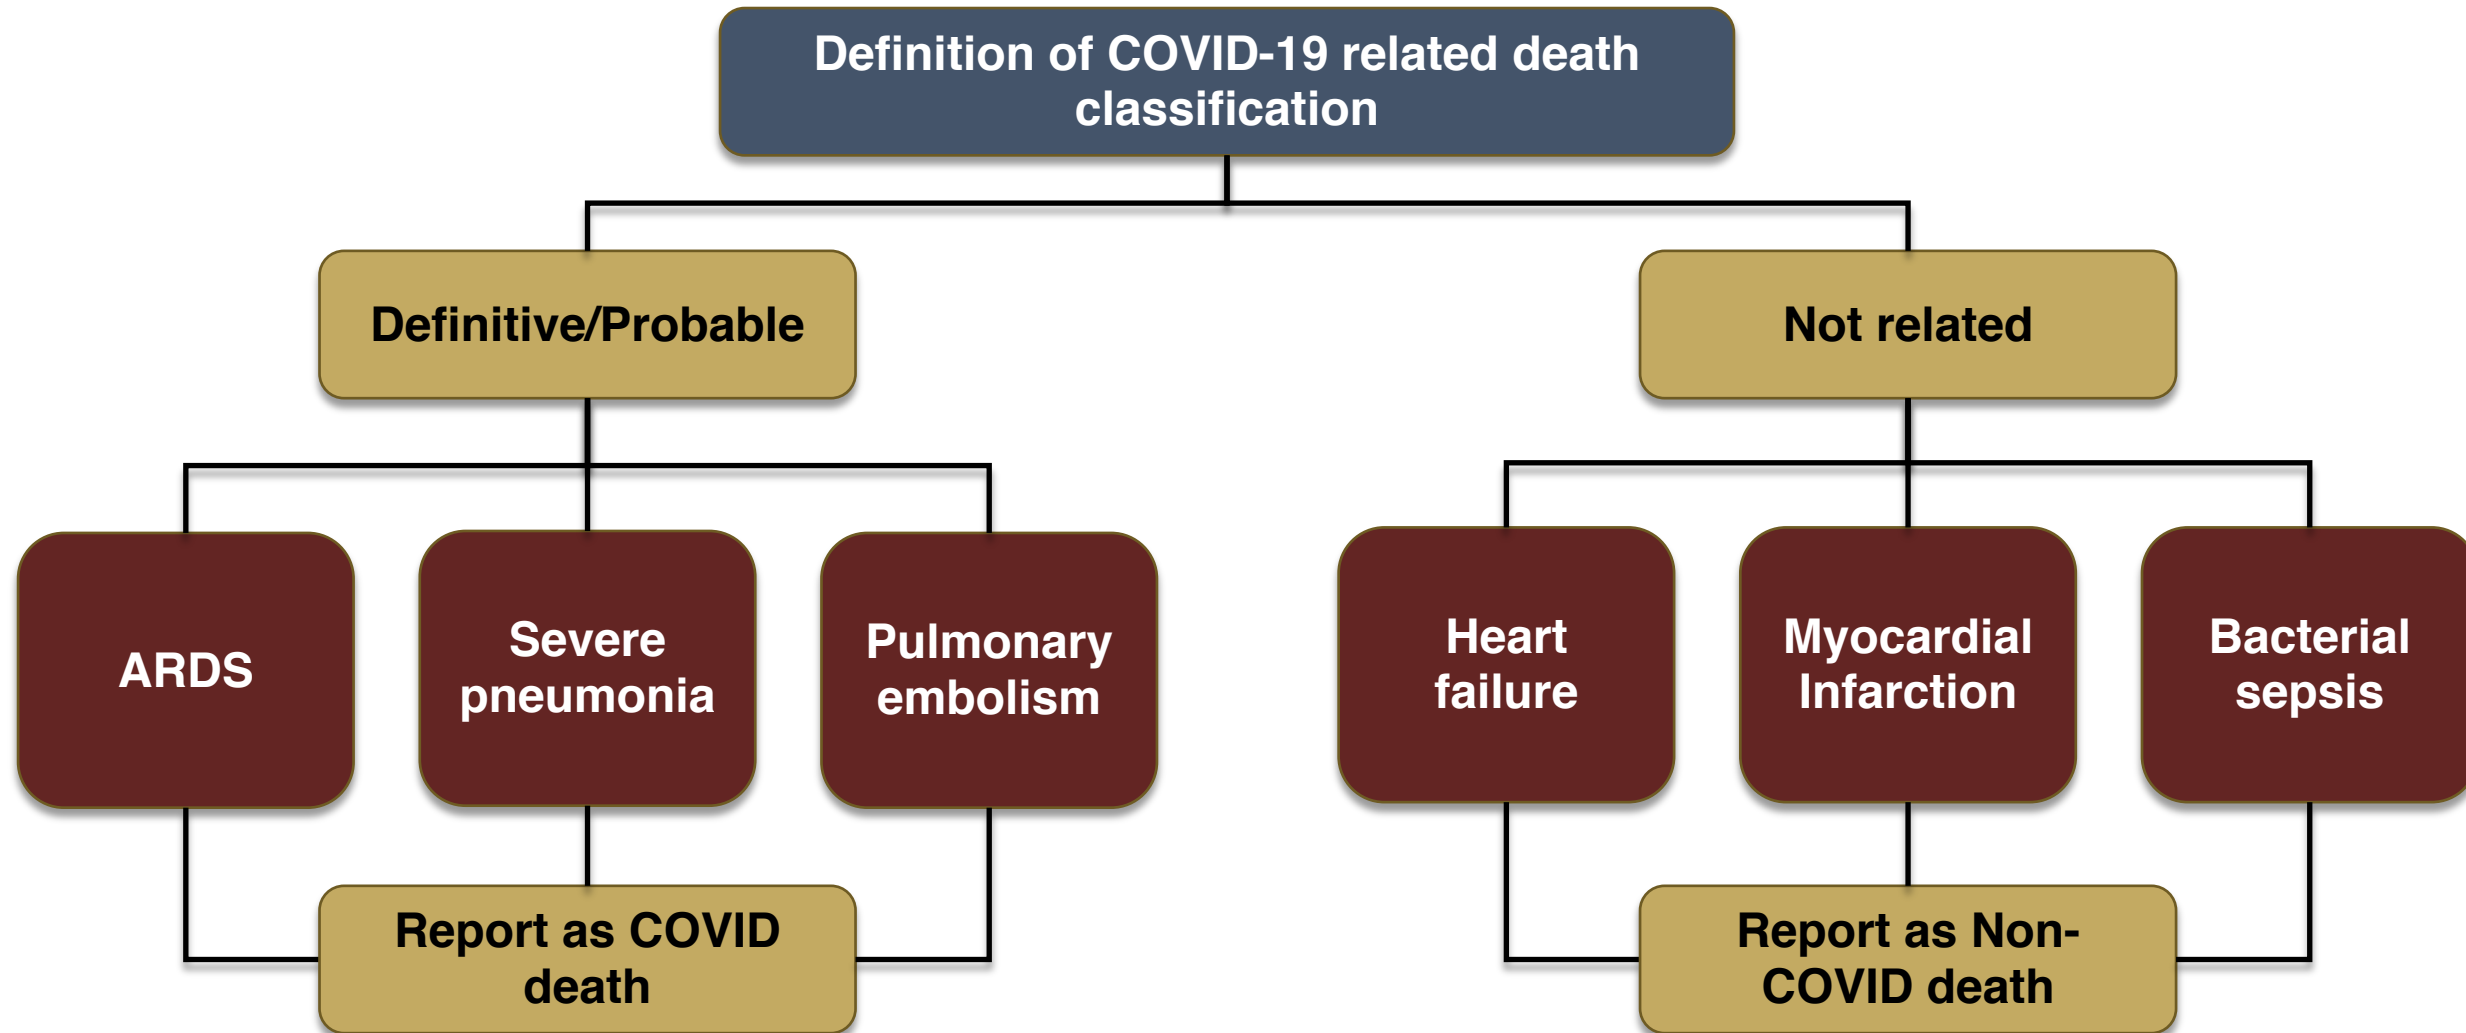 Definition of COVID-19 related death
classification
Definitive/Probable
Not related
ARDS
Severe
pneumonia
Pulmonary
embolism
Heart
failure
Myocardial
Infarction
Bacterial
sepsis
Report as COVID
death
Report as Non-
COVID death